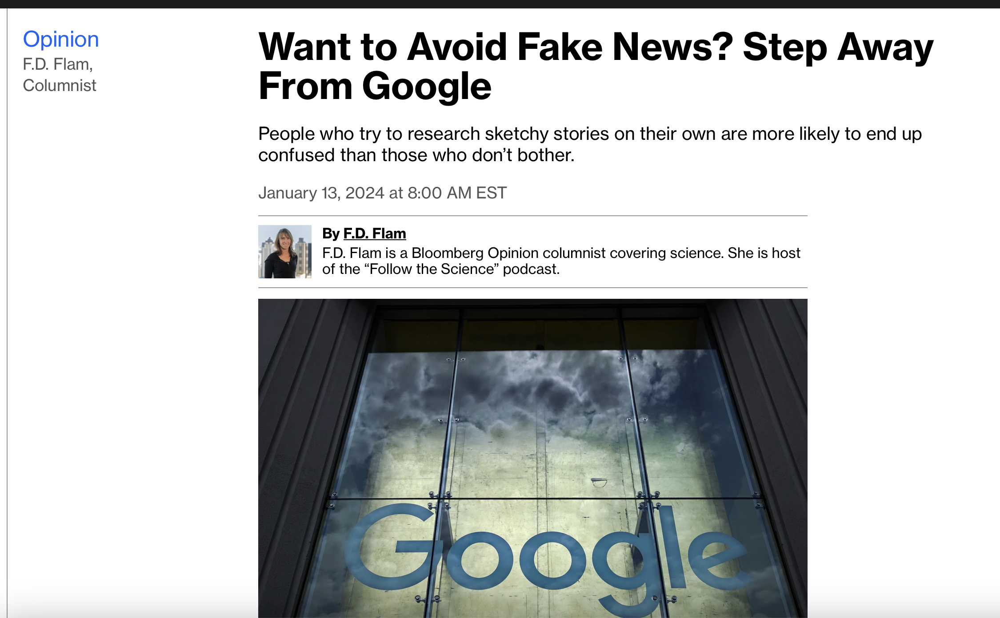 Opinion
F.D. Flam,
Columnist
Want to Avoid Fake News? Step Away
From Google
People who try to research sketchy stories on their own are more likely to end up
confused than those who don’t bother.
January 13, 2024 at 8:00 AM EST
By F.D. Flam
F.D. Flam is a Bloomberg Opinion columnist covering science. She is host
of the “Follow the Science” podcast.
Google